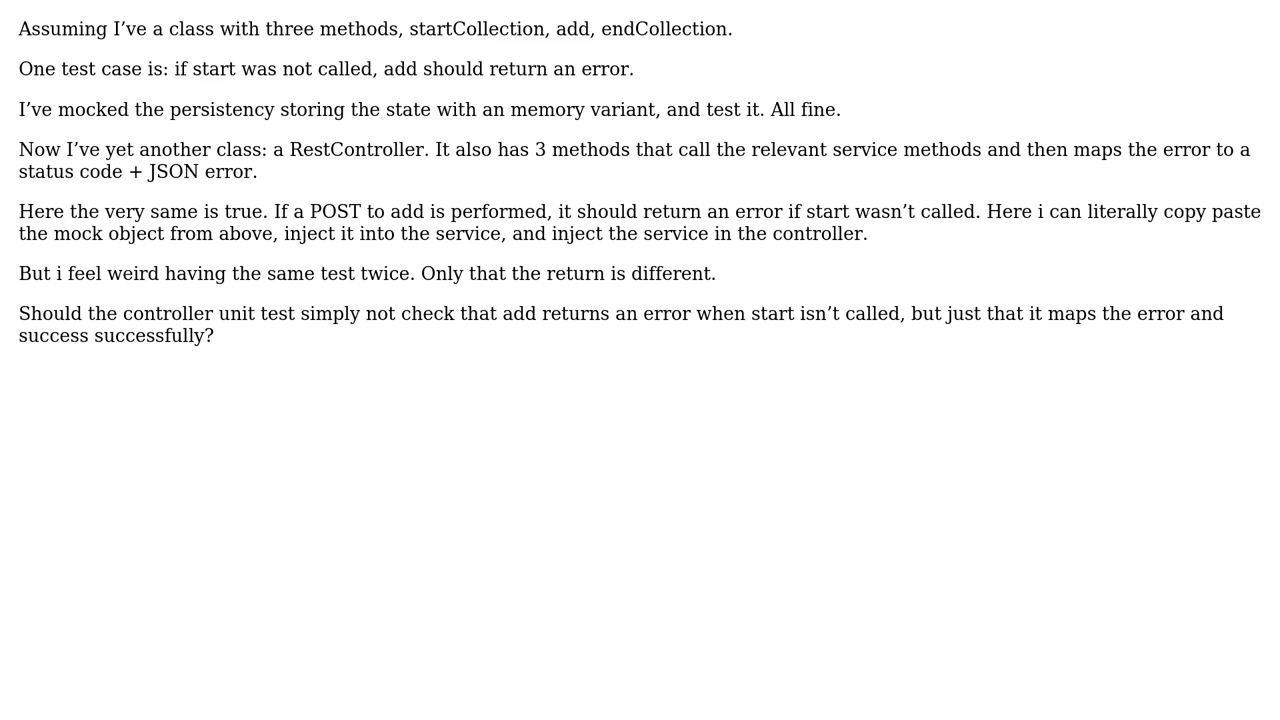 Assuming I’ve a class with three methods, startCollection, add, endCollection.
One test case is: if start was not called, add should return an error.
I’ve mocked the persistency storing the state with an memory variant, and test it. All fine.
Now I’ve yet another class: a RestController. It also has 3 methods that call the relevant service methods and then maps the error to a
status code + JSON error.
Here the very same is true. If a POST to add is performed, it should return an error if start wasn’t called. Here i can literally copy paste
the mock object from above, inject it into the service, and inject the service in the controller.
But i feel weird having the same test twice. Only that the return is different.
Should the controller unit test simply not check that add returns an error when start isn’t called, but just that it maps the error and
success successfully?